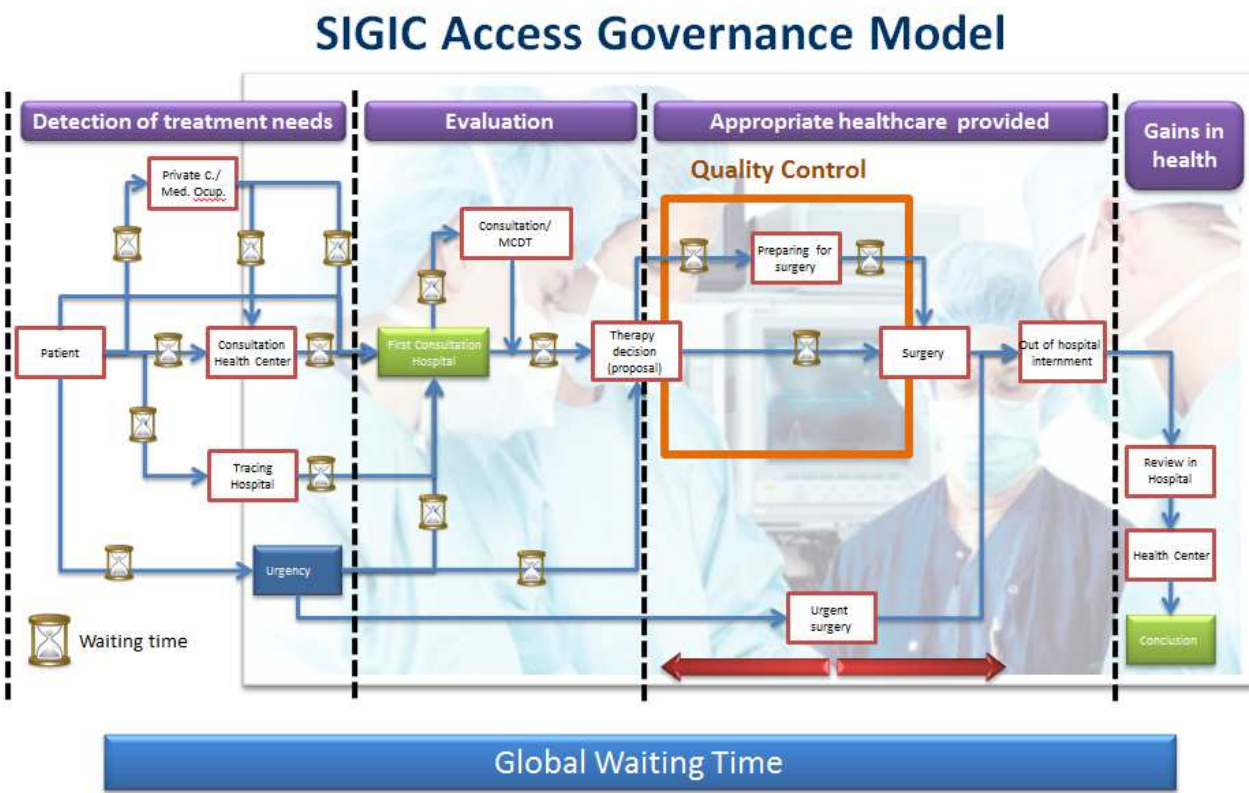 SIGIC Access Governance Model
Detection of treatment needs
Evaluation
Appropriate healthcare provided
Gains in
health
Quality Control
Private C./
Med. Ocup.
Consultation/
MCDT
Preparing for
surgery
Patient
Consultation
Health Center
First Consultation
Hospital
Therapy
decision
(proposal)
Surgery
Out of hospital
internment
Tracing
Hospital
Review in
Hospital
Urgency
Health Center
Urgent
surgery
Waiting time
Conclusion
Global Waiting Time